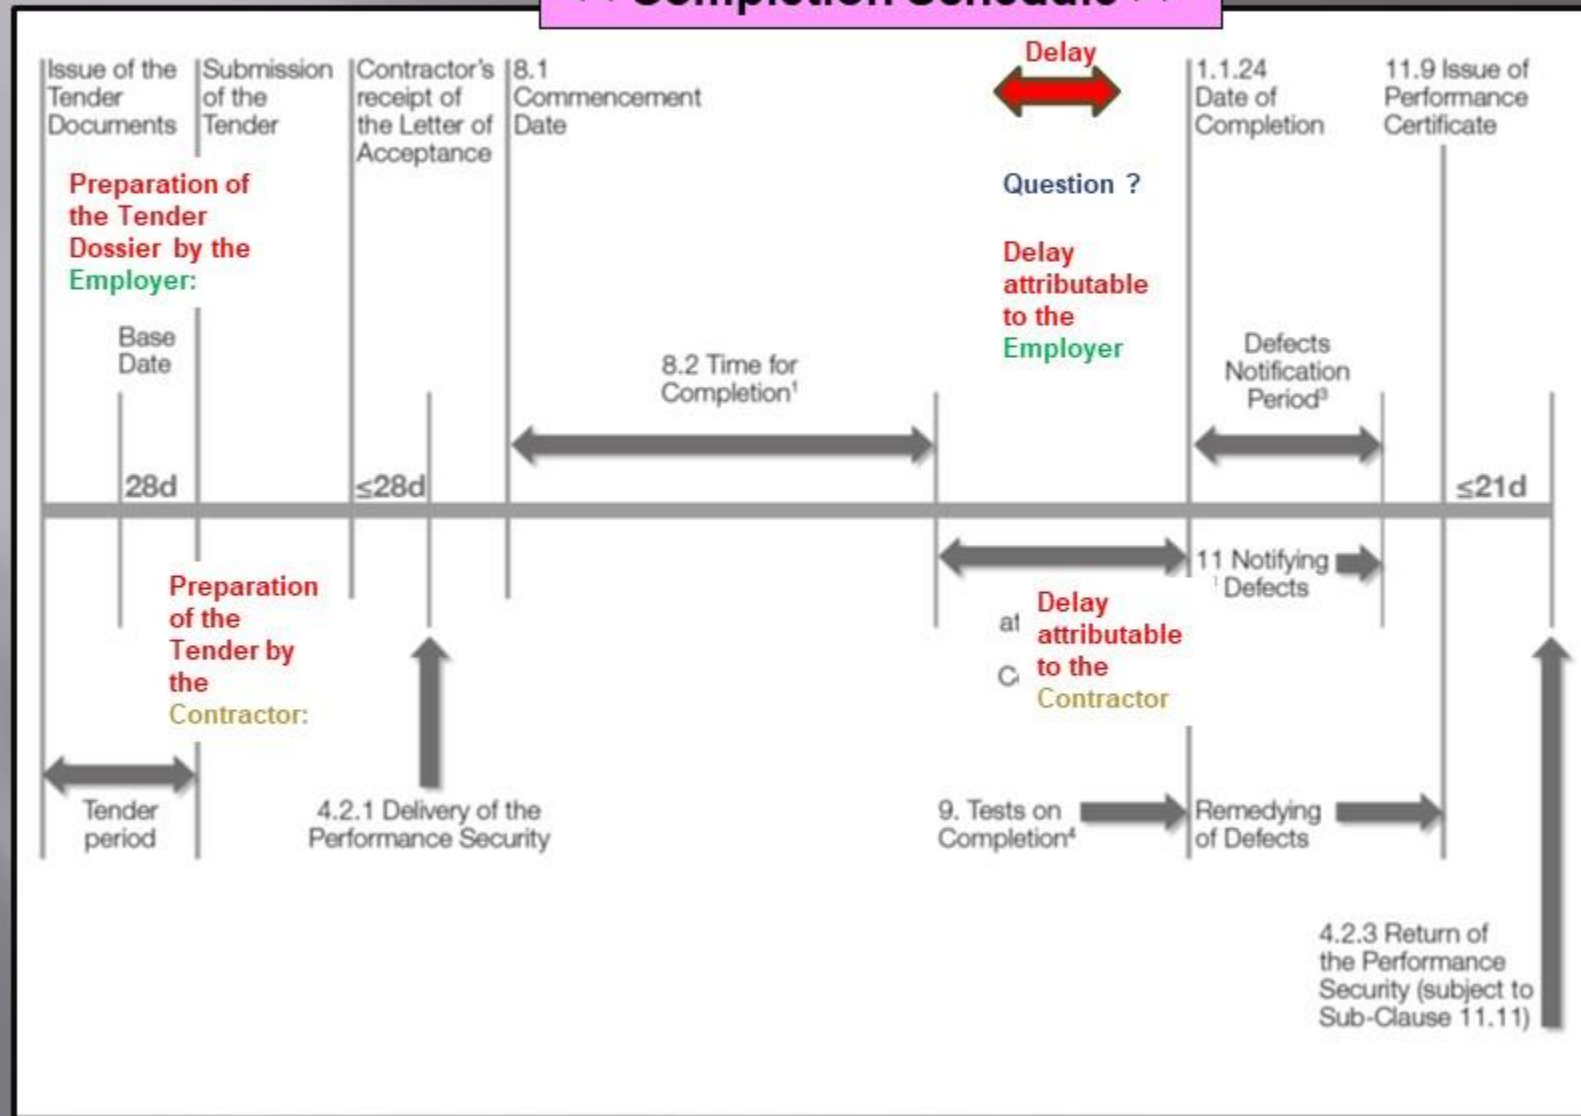 Completion Schedule
Delay
Issue of the
Tender
Documents
Submission
of the
Tender
Contractor's
receipt of
the Letter of
Acceptance
8.1
Commencement
Date
1.1.24
Date of
Completion
11.9 Issue of
Performance
Certificate
Preparation of
the Tender
Dossier by the
Employer:
Question ?
Delay
attributable
to the
Employer
Base
Date
8.2 Time for
Completion¹
Defects
Notification
Period³
28d
≤28d
≤21d
11 Notifying
Defects
Preparation
of the
Tender by
the
Contractor:
Delay
attributable
to the
Contractor
Tender
period
4.2.1 Delivery of the
Performance Security
9. Tests on
Completion⁴
Remedying
of Defects
4.2.3 Return of
the Performance
Security (subject to
Sub-Clause 11.11)